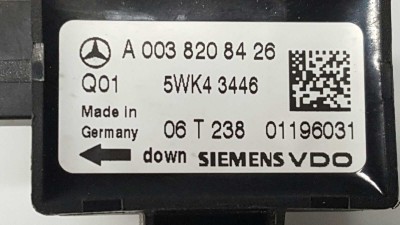 A 003 820 84 26
Q01 5WK4 3446
Made in
Germany 06 T 238 01196031
down SIEMENS VDO